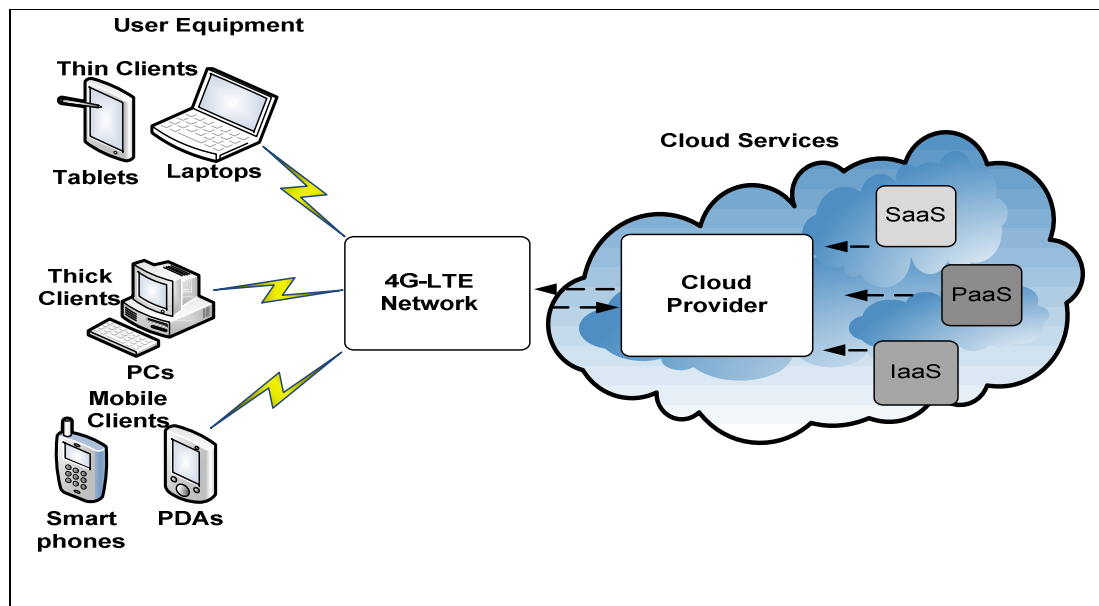 User Equipment
Thin Clients
Tablets
Laptops
Thick
Clients
PCs
Mobile
Clients
Smart
phones
PDAs
4G-LTE
Network
Cloud Services
Cloud
Provider
SaaS
PaaS
IaaS